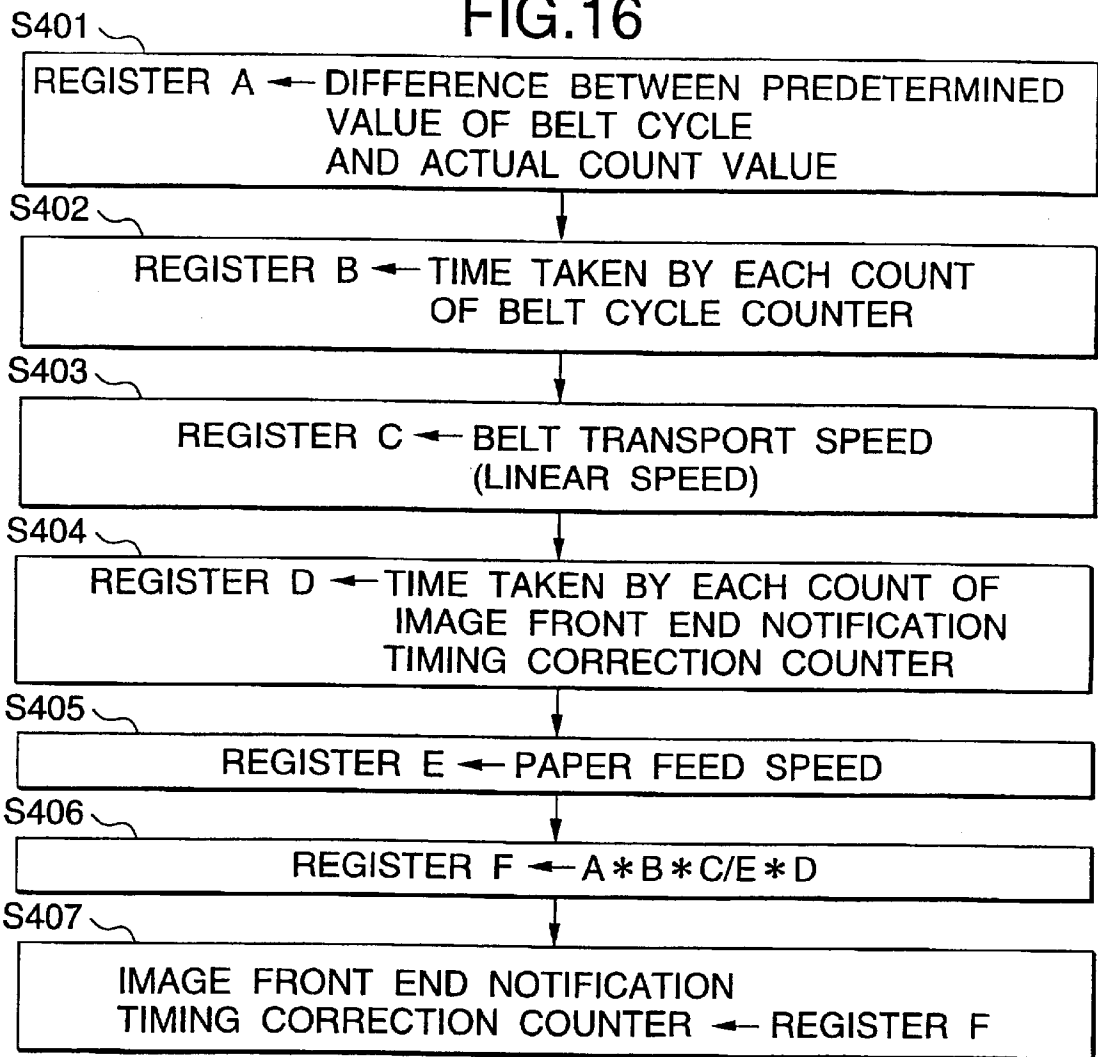 FIG.16
S401
REGISTER A ← DIFFERENCE BETWEEN PREDETERMINED
VALUE OF BELT CYCLE
AND ACTUAL COUNT VALUE
S402
REGISTER B ← TIME TAKEN BY EACH COUNT
OF BELT CYCLE COUNTER
S403
REGISTER C ← BELT TRANSPORT SPEED
(LINEAR SPEED)
S404
REGISTER D ← TIME TAKEN BY EACH COUNT OF
IMAGE FRONT END NOTIFICATION
TIMING CORRECTION COUNTER
S405
REGISTER E ← PAPER FEED SPEED
S406
REGISTER F ← A*B*C/E*D
S407
IMAGE FRONT END NOTIFICATION
TIMING CORRECTION COUNTER ← REGISTER F